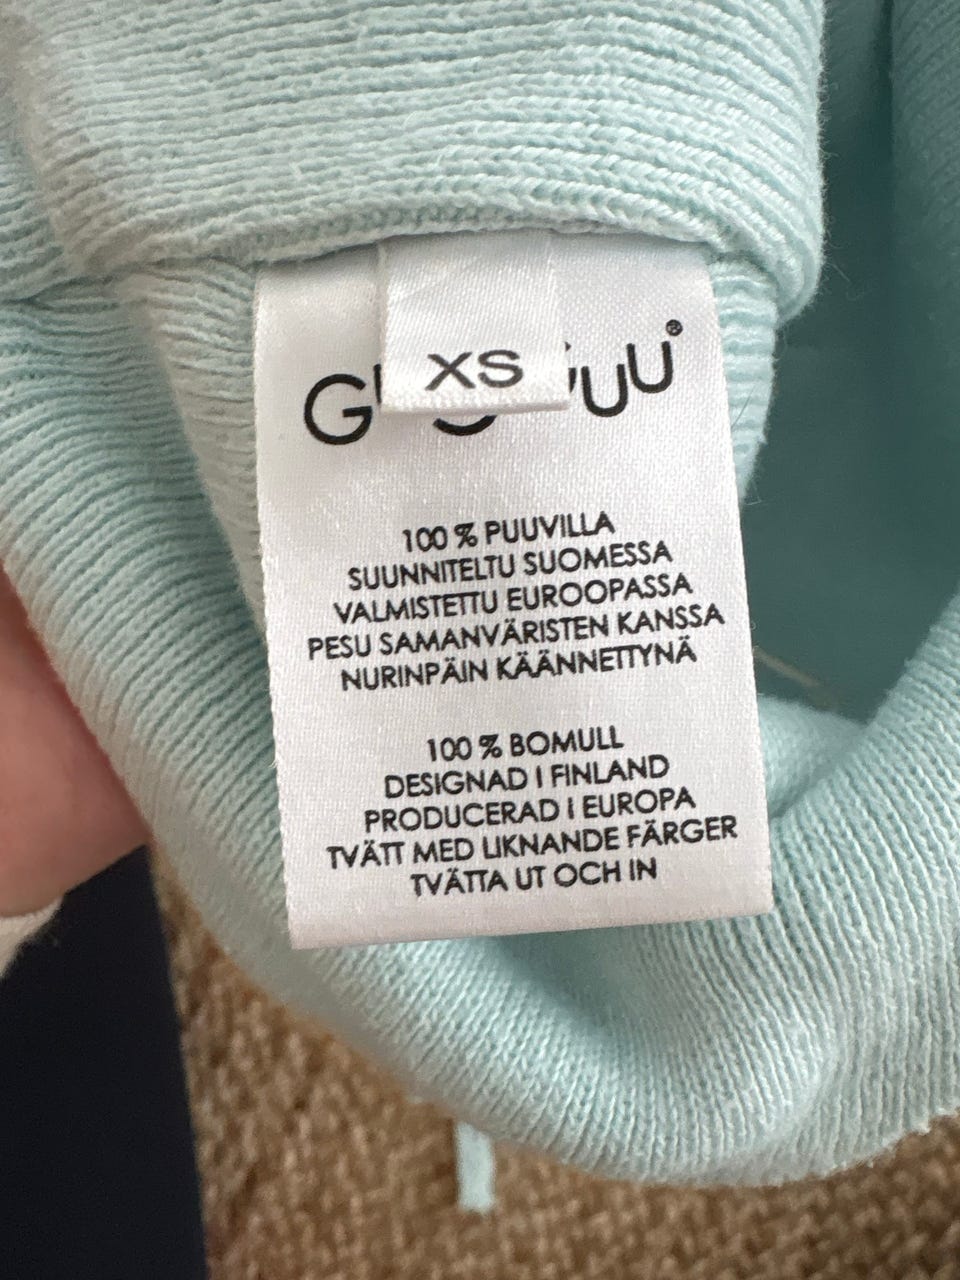 XS
100 % PUUVILLA
SUUNNITELTU SUOMESSA
VALMISTETTU EUROOPASSA
PESU SAMANVÄRISTEN KANSSA
NURINPÄIN KÄÄNNETTYNÄ
100 % BOMULL
DESIGNAD I FINLAND
PRODUCERAD I EUROPA
TVÄTT MED LIKNANDE FÄRGER
TVÄTTA UT OCH IN